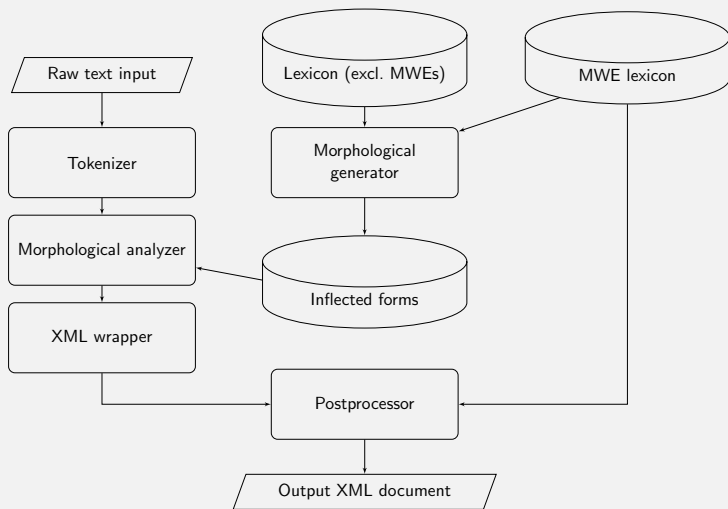 Raw text input
Lexicon (excl. MWEs)
MWE lexicon
Tokenizer
Morphological
generator
Morphological analyzer
Inflected forms
XML wrapper
Postprocessor
Output XML document